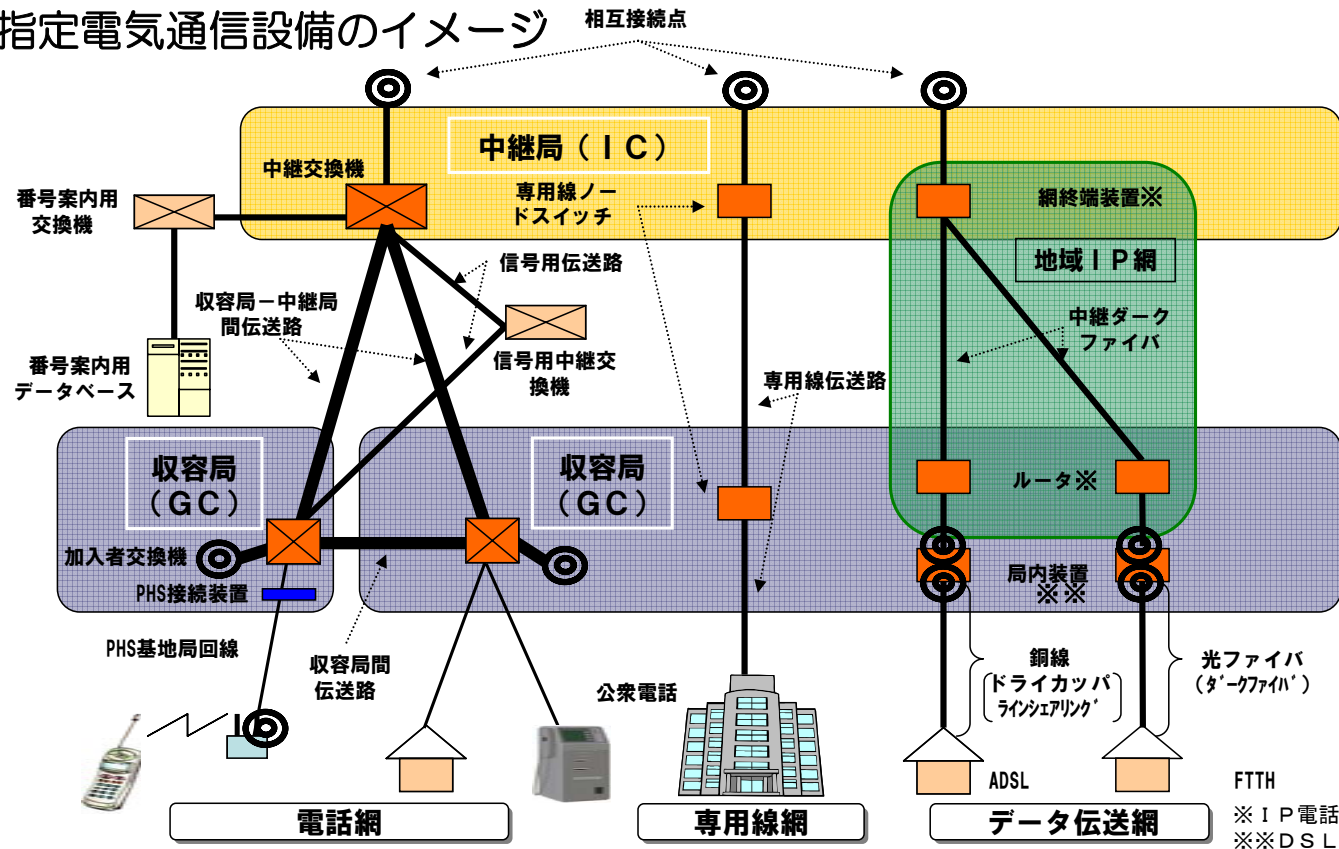 指定電気通信設備のイメージ
相互接続点
中継局（ＩＣ）
中継交換機
番号案内用
交換機
専用線ノー
ドスイッチ
網終端装置※
地域ＩＰ網
信号用伝送路
収容局－中継局
間伝送路
中継ダーク
ファイバ
信号用中継交
換機
番号案内用
データベース
専用線伝送路
収容局
（ＧＣ）
収容局
（ＧＣ）
ルータ※
加入者交換機
局内装置
※※
PHS接続装置
PHS基地局回線
収容局間
伝送路
公衆電話
銅線
ドライカッパ
ラインシェアリング
光ファイバ
（ダークファイバ）
ADSL
FTTH
電話網
専用線網
データ伝送網
※ＩＰ電話
※※ＤＳＬ